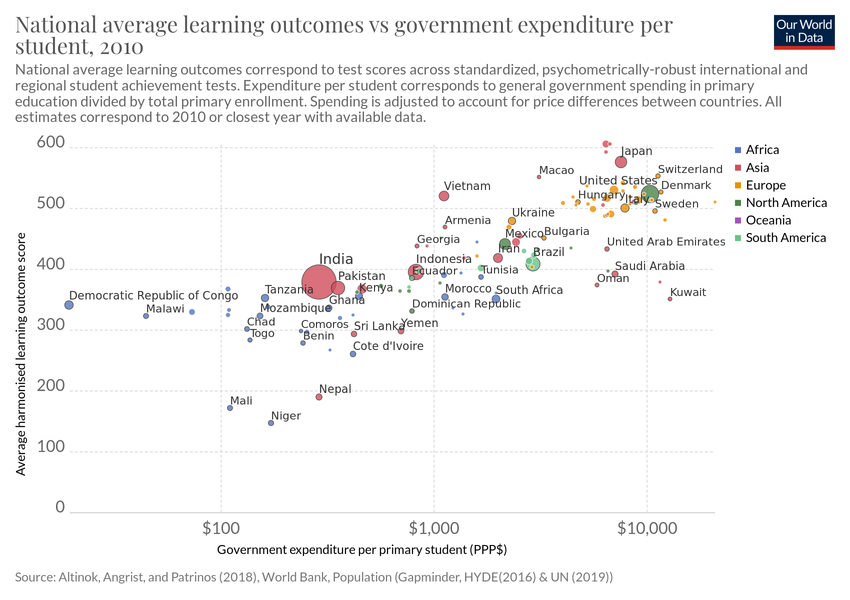 National average learning outcomes vs government expenditure per
student, 2010
Our World
in Data
National average learning outcomes correspond to test scores across standardized, psychometrically-robust international and
regional student achievement tests. Expenditure per student corresponds to general government spending in primary
education divided by total primary enrollment. Spending is adjusted to account for price differences between countries. All
estimates correspond to 2010 or closest year with available data.
600
500
400
300
200
100
0
Average harmonised learning outcome score
Japan
Macao
Switzerland
Vietnam
United States
Denmark
Hungary
Italy
Sweden
Ukraine
Armenia
Mexico
Bulgaria
Georgia
United Arab Emirates
India
Indonesia
Iran
Brazil
Pakistan
Ecuador
Tunisia
Saudi Arabia
Oman
Tanzania
Kenya
Morocco
South Africa
Kuwait
Democratic Republic of Congo
Ghana
Malawi
Mozambique
Dominican Republic
Chad
Comoros
Sri Lanka
Yemen
Togo
Benin
Cote d'Ivoire
Nepal
Mali
Niger
$100
$1,000
$10,000
Government expenditure per primary student (PPP$)
Africa
Asia
Europe
North America
Oceania
South America
Source: Altinok, Angrist, and Patrinos (2018), World Bank, Population (Gapminder, HYDE(2016) & UN (2019))